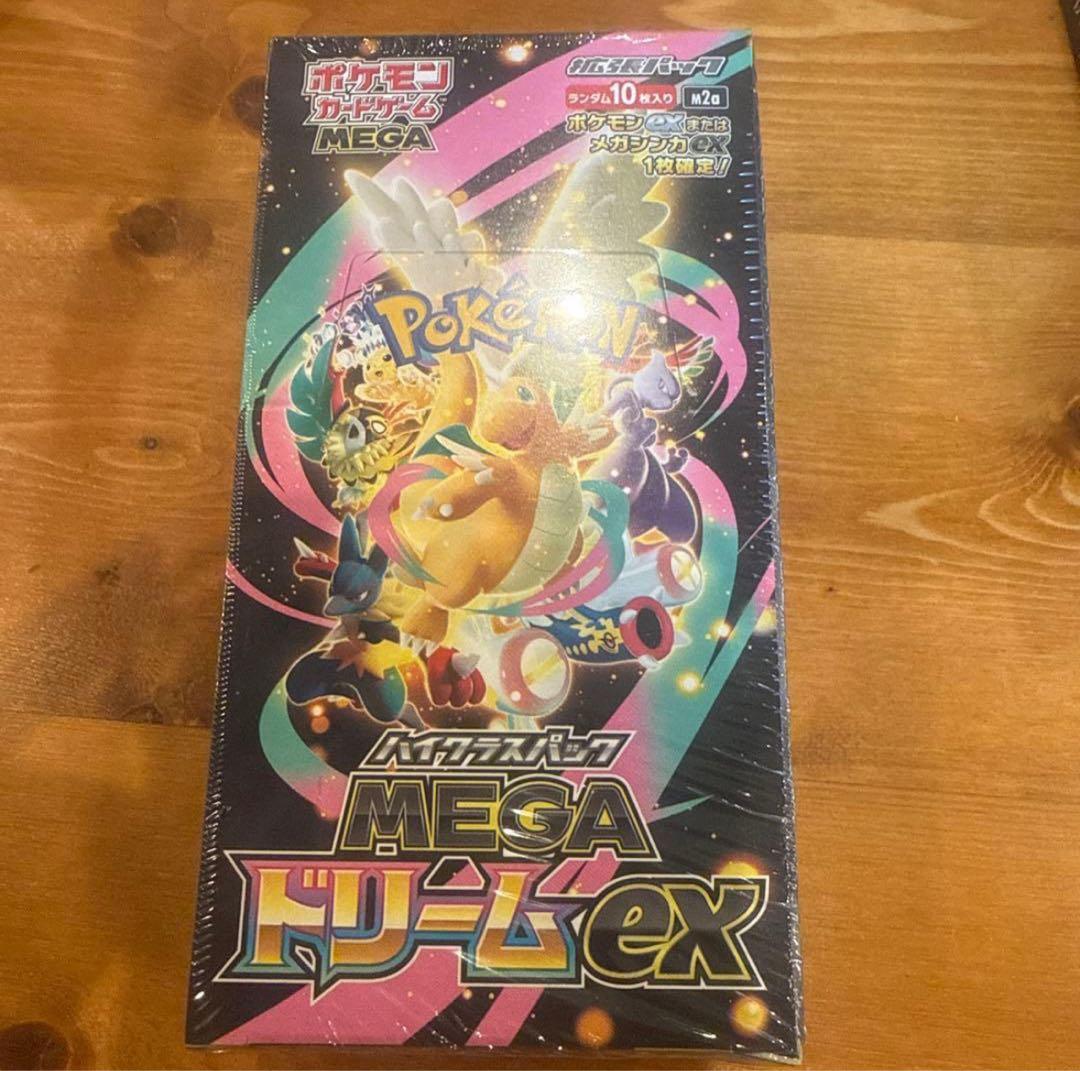 ポケモン
カードゲーム
MEGA
拡張パック
ランダム10枚入り M2a
ポケモンexまたは
メガシンカex
1枚確定!
POKéMON
ハイクラスパック
MEGA
ドリームex